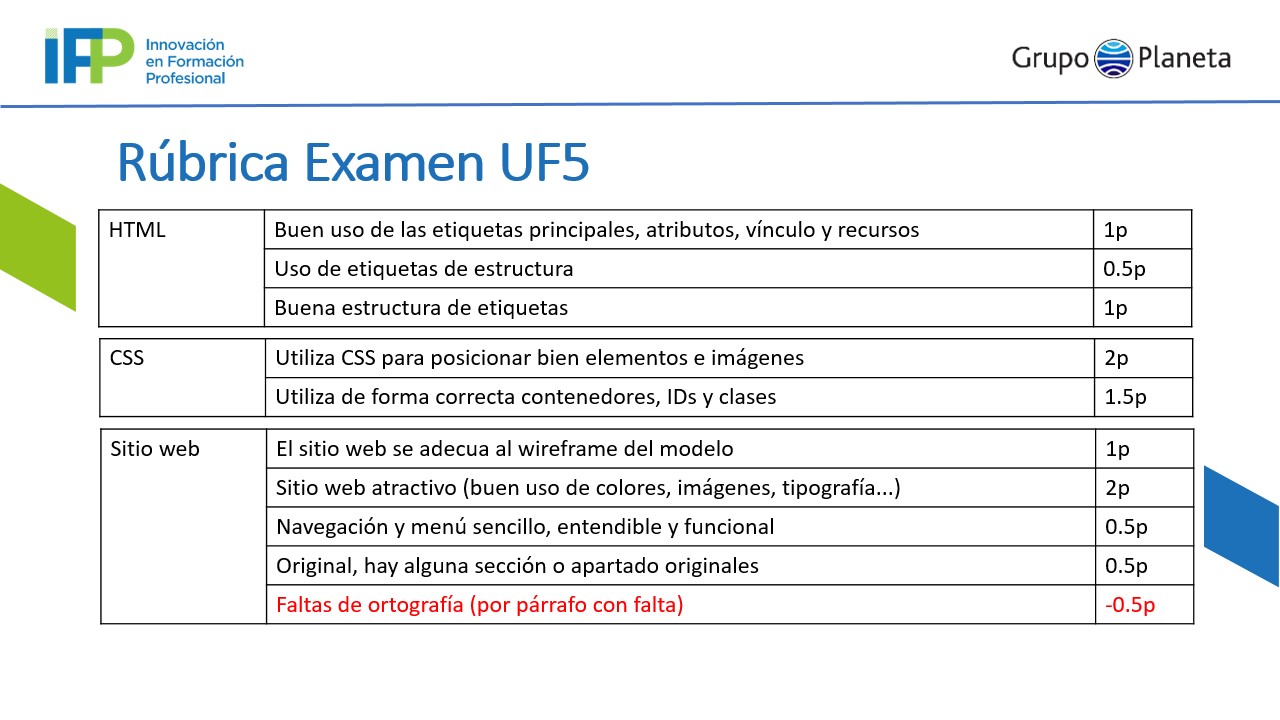 iFP
Innovación
en Formación
Profesional
Grupo Planeta
Rúbrica Examen UF5
HTML
Buen uso de las etiquetas principales, atributos, vínculo y recursos
1p
Uso de etiquetas de estructura
0.5p
Buena estructura de etiquetas
1p
CSS
Utiliza CSS para posicionar bien elementos e imágenes
2p
Utiliza de forma correcta contenedores, IDs y clases
1.5p
Sitio web
El sitio web se adecua al wireframe del modelo
1p
Sitio web atractivo (buen uso de colores, imágenes, tipografía...)
2p
Navegación y menú sencillo, entendible y funcional
0.5p
Original, hay alguna sección o apartado originales
0.5p
Faltas de ortografía (por párrafo con falta)
-0.5p